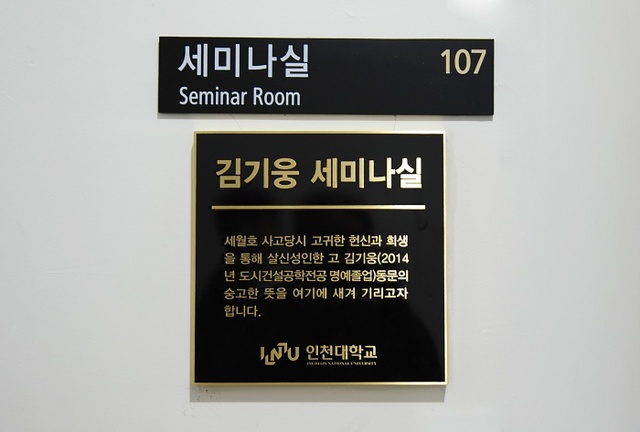 세미나실 107
Seminar Room
김기웅 세미나실
세월호 사고당시 고귀한 헌신과 희생
을 통해 살신성인한 고 김기웅(2014
년 도시건설공학전공 명예졸업)동문의
숭고한 뜻을 여기에 새겨 기리고자
합니다.
INU 인천대학교
INCHEON NATIONAL UNIVERSITY